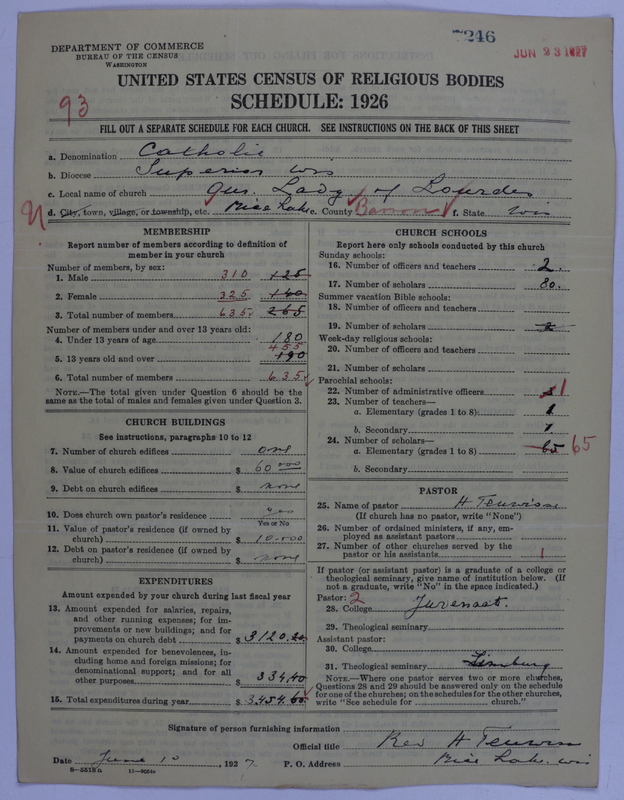 246
JUN 23 1927
DEPARTMENT OF COMMERCE
BUREAU OF THE CENSUS
WASHINGTON
UNITED STATES CENSUS OF RELIGIOUS BODIES
SCHEDULE: 1926
93
FILL OUT A SEPARATE SCHEDULE FOR EACH CHURCH. SEE INSTRUCTIONS ON THE BACK OF THIS SHEET
a. Denomination Catholic
b. Diocese Superior Wis
c. Local name of church Our Lady of Lourdes
d. City, town, village, or township, etc. Rice Lake e. County Barron f. State Wis
MEMBERSHIP
Report number of members according to definition of
member in your church
Number of members, by sex:
1. Male 310 125
2. Female 325 140
3. Total number of members 635 265
Number of members under and over 13 years old:
4. Under 13 years of age 180
455
5. 13 years old and over 190
6. Total number of members 635
NOTE.—The total given under Question 6 should be the
same as the total of males and females given under Question 3.
CHURCH BUILDINGS
See instructions, paragraphs 10 to 12
7. Number of church edifices one
8. Value of church edifices $ 60 000
9. Debt on church edifices $ none
10. Does church own pastor's residence yes
Yes or No
11. Value of pastor's residence (if owned by
church) $ 10.000
12. Debt on pastor's residence (if owned by
church) $ none
EXPENDITURES
Amount expended by your church during last fiscal year
13. Amount expended for salaries, repairs,
and other running expenses; for im-
provements or new buildings; and for
payments on church debt $ 3120.20
14. Amount expended for benevolences, in-
cluding home and foreign missions; for
denominational support; and for all
other purposes $ 334.40
15. Total expenditures during year $ 3454.60
CHURCH SCHOOLS
Report here only schools conducted by this church
Sunday schools:
16. Number of officers and teachers 2.
17. Number of scholars 80.
Summer vacation Bible schools:
18. Number of officers and teachers
19. Number of scholars
Week-day religious schools:
20. Number of officers and teachers
21. Number of scholars
Parochial schools:
22. Number of administrative officers 1
23. Number of teachers—
a. Elementary (grades 1 to 8) 1
b. Secondary 1
24. Number of scholars—
a. Elementary (grades 1 to 8) 65 65
b. Secondary
PASTOR
25. Name of pastor H Teuwisse
(If church has no pastor, write "None")
26. Number of ordained ministers, if any, em-
ployed as assistant pastors
27. Number of other churches served by the
pastor or his assistants 1
If pastor (or assistant pastor) is a graduate of a college or
theological seminary, give name of institution below. (If
not a graduate, write "No" in the space indicated.)
Pastor: 2
28. College Juvenaat.
29. Theological seminary
Assistant pastor:
30. College
31. Theological seminary Limburg
NOTE.—Where one pastor serves two or more churches,
Questions 28 and 29 should be answered only on the schedule
for one of the churches; on the schedules for the other churches,
write "See schedule for church."
Signature of person furnishing information
Official title Rev H Teuwisse
Date June 10, 1927 P. O. Address Rice Lake. Wis
8—5518a 11—9564